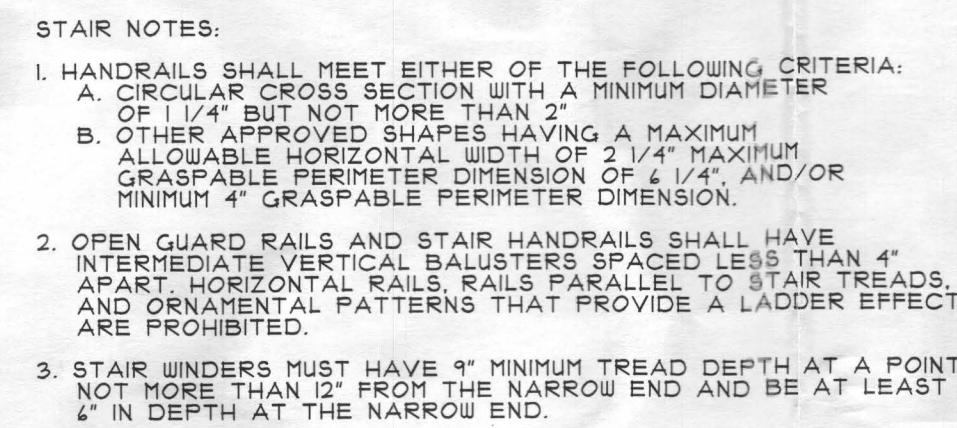 STAIR NOTES:
1. HANDRAILS SHALL MEET EITHER OF THE FOLLOWING CRITERIA:
A. CIRCULAR CROSS SECTION WITH A MINIMUM DIAMETER
OF 1 1/4" BUT NOT MORE THAN 2"
B. OTHER APPROVED SHAPES HAVING A MAXIMUM
ALLOWABLE HORIZONTAL WIDTH OF 2 1/4" MAXIMUM
GRASPABLE PERIMETER DIMENSION OF 6 1/4", AND/OR
MINIMUM 4" GRASPABLE PERIMETER DIMENSION.
2. OPEN GUARD RAILS AND STAIR HANDRAILS SHALL HAVE
INTERMEDIATE VERTICAL BALUSTERS SPACED LESS THAN 4"
APART. HORIZONTAL RAILS, RAILS PARALLEL TO STAIR TREADS,
AND ORNAMENTAL PATTERNS THAT PROVIDE A LADDER EFFECT
ARE PROHIBITED.
3. STAIR WINDERS MUST HAVE 9" MINIMUM TREAD DEPTH AT A POINT
NOT MORE THAN 12" FROM THE NARROW END AND BE AT LEAST
6" IN DEPTH AT THE NARROW END.